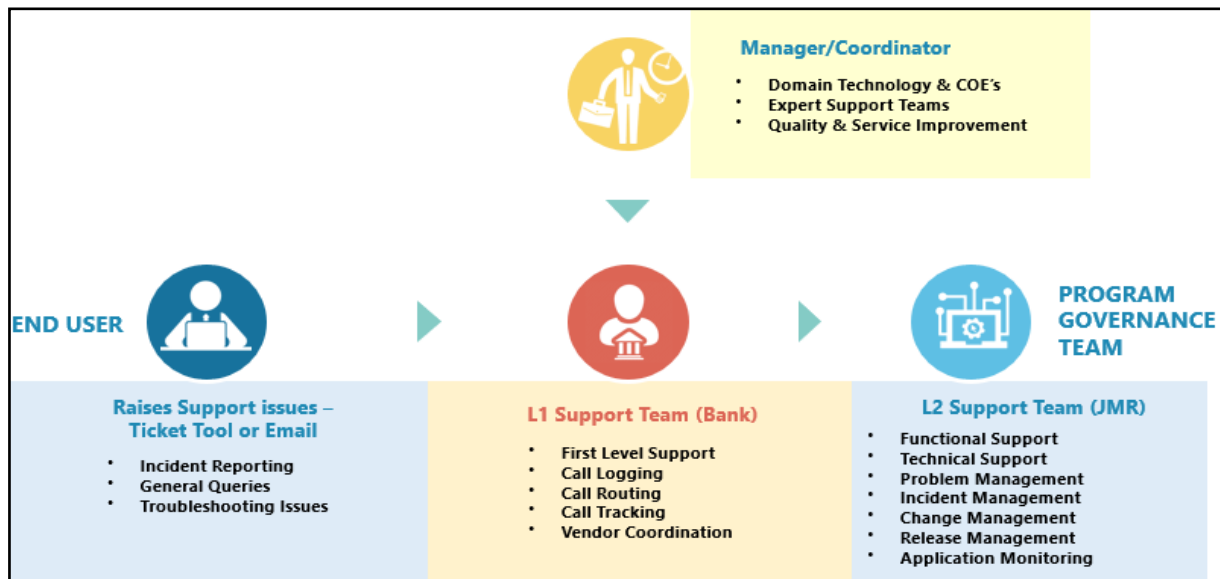 Manager/Coordinator
• Domain Technology & COE's
• Expert Support Teams
• Quality & Service Improvement
END USER
PROGRAM
GOVERNANCE
TEAM
Raises Support issues –
Ticket Tool or Email
• Incident Reporting
• General Queries
• Troubleshooting Issues
L1 Support Team (Bank)
• First Level Support
• Call Logging
• Call Routing
• Call Tracking
• Vendor Coordination
L2 Support Team (JMR)
• Functional Support
• Technical Support
• Problem Management
• Incident Management
• Change Management
• Release Management
• Application Monitoring